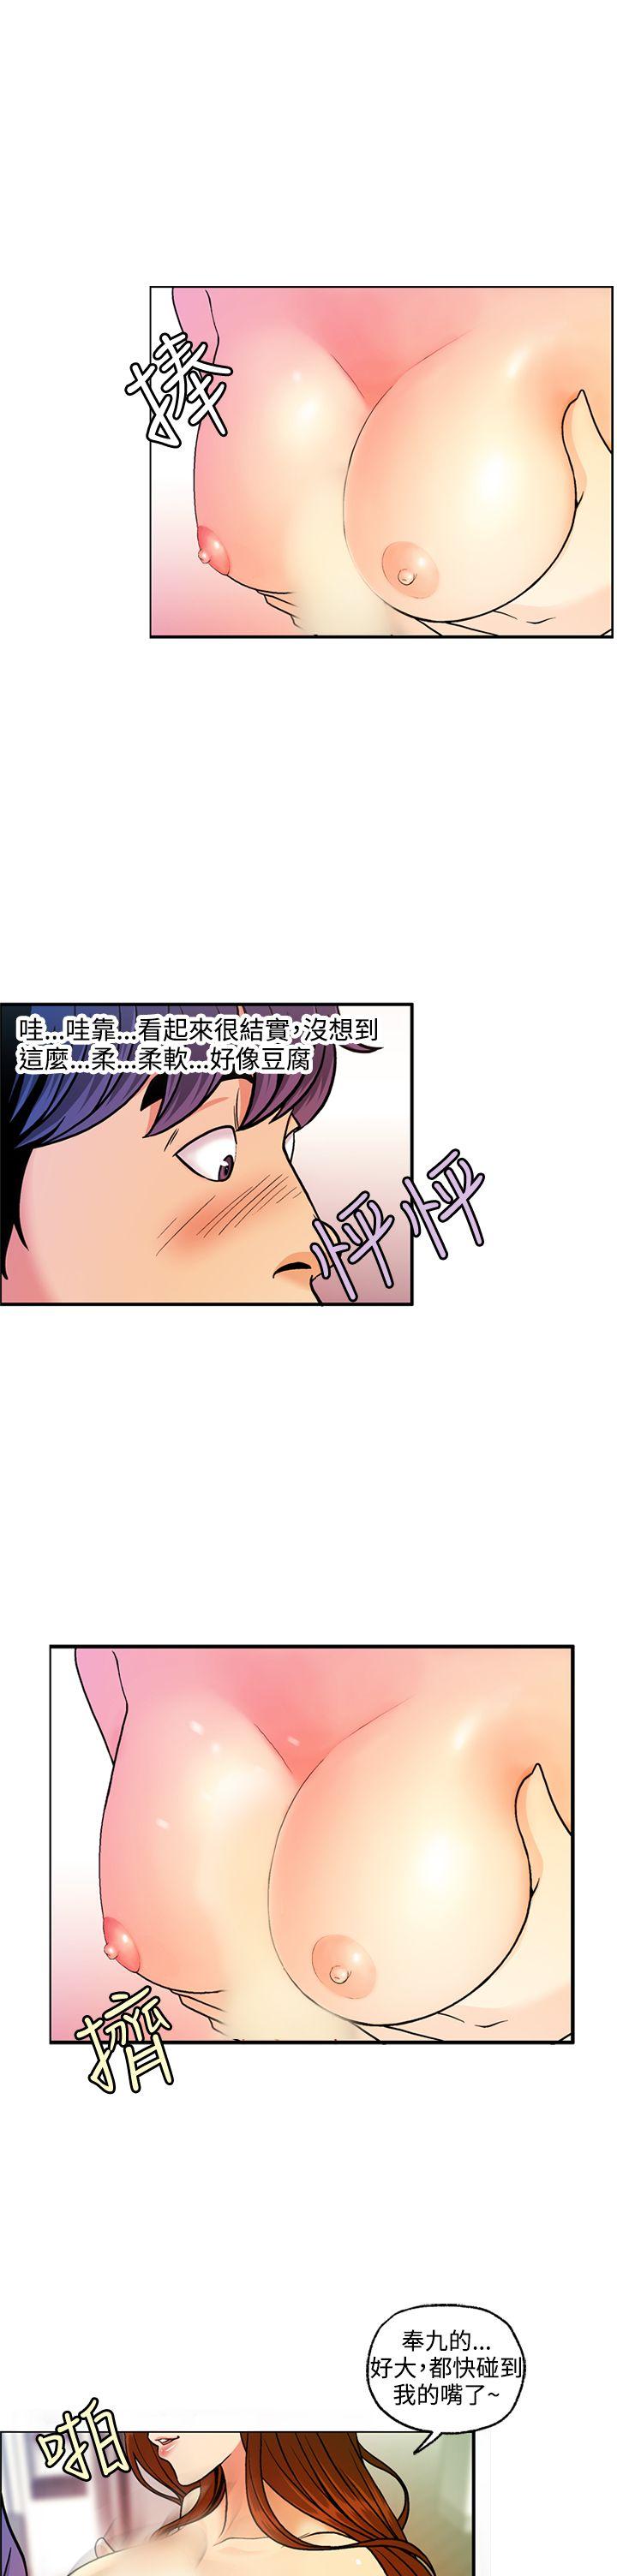 捧
哇...哇靠...看起來很結實,沒想到
這麼...柔...柔軟...好像豆腐
怦怦
擠
奉九的...
好大,都快碰到
我的嘴了~
啪